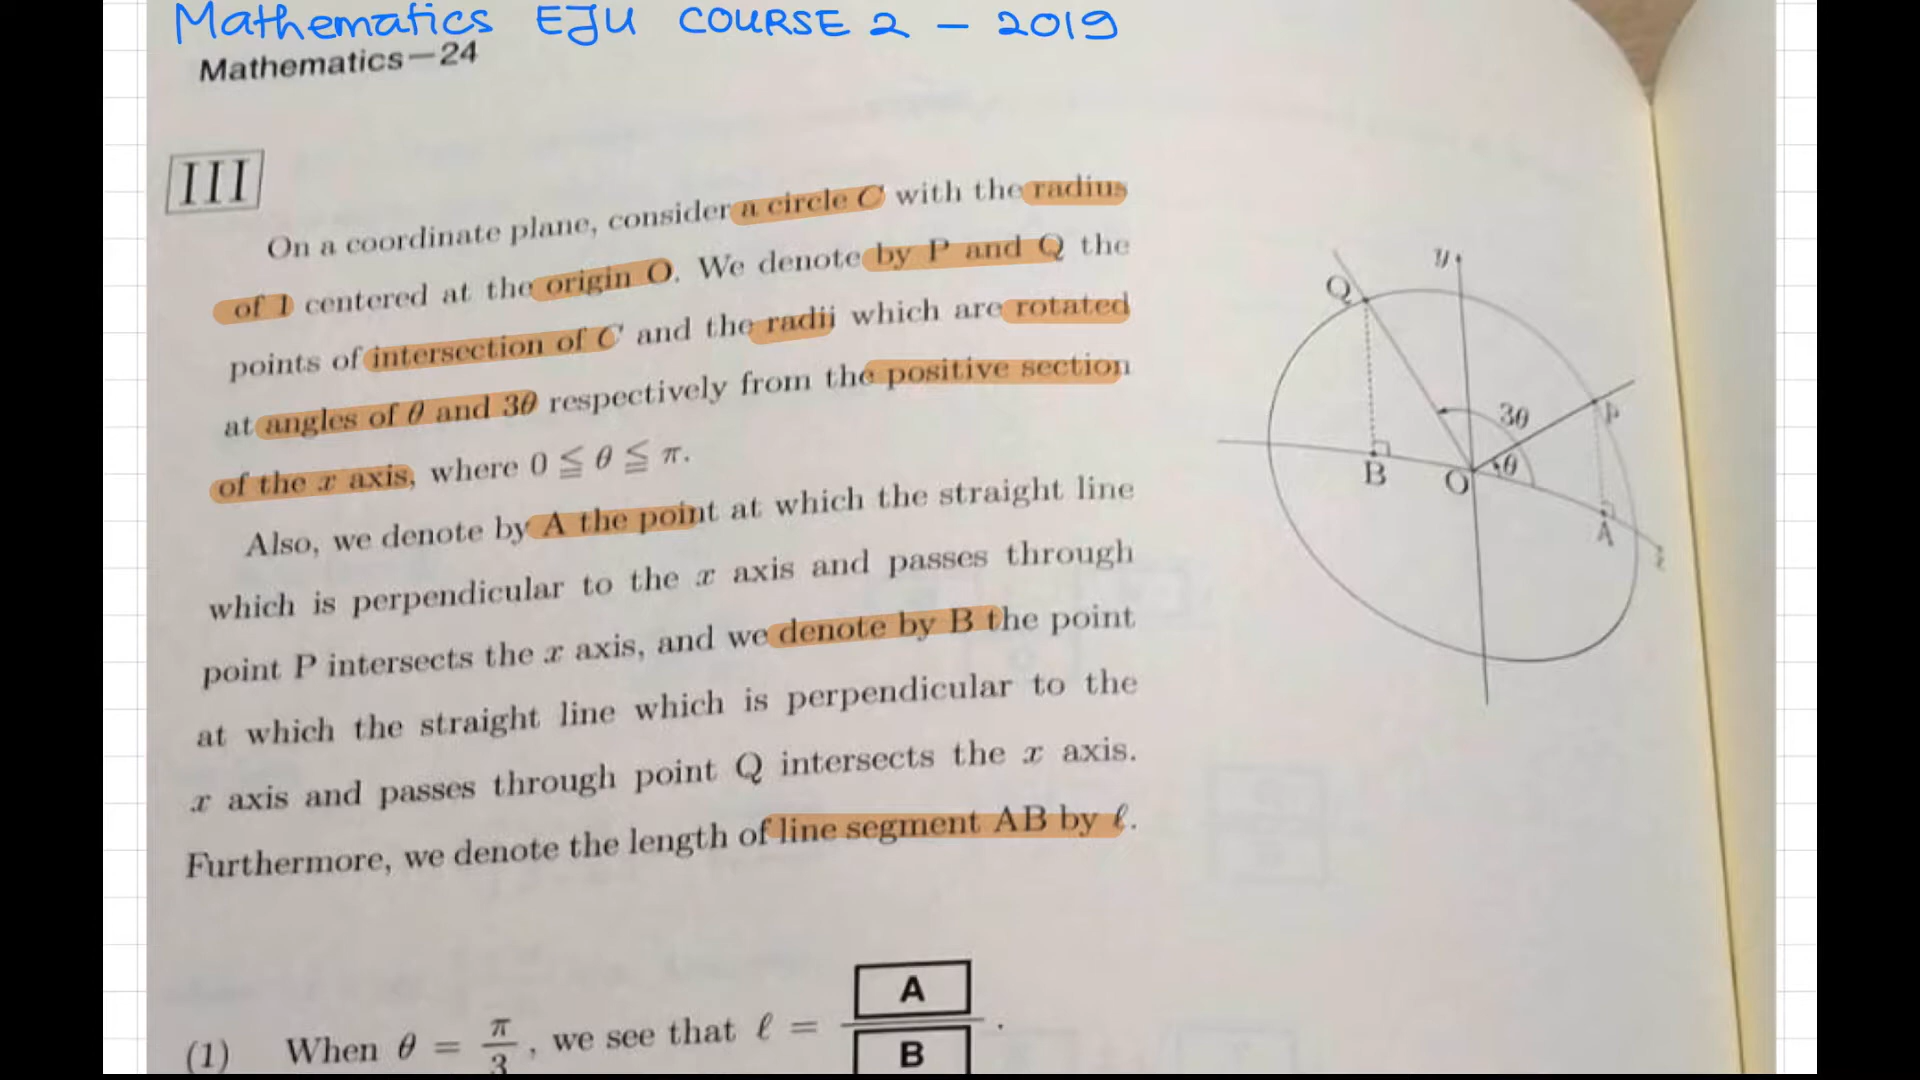 Mathematics EJU COURSE 2 - 2019
Mathematics—24
III
On a coordinate plane, consider a circle C with the radius
of 1 centered at the origin O. We denote by P and Q the
points of intersection of C and the radii which are rotated
at angles of θ and 3θ respectively from the positive section
of the x axis, where 0 ≦ θ ≦ π.
Also, we denote by A the point at which the straight line
which is perpendicular to the x axis and passes through
point P intersects the x axis, and we denote by B the point
at which the straight line which is perpendicular to the
x axis and passes through point Q intersects the x axis.
Furthermore, we denote the length of line segment AB by ℓ.
y
Q
3θ
P
θ
B
O
A
x
(1) When θ = π/3, we see that ℓ = A/B.